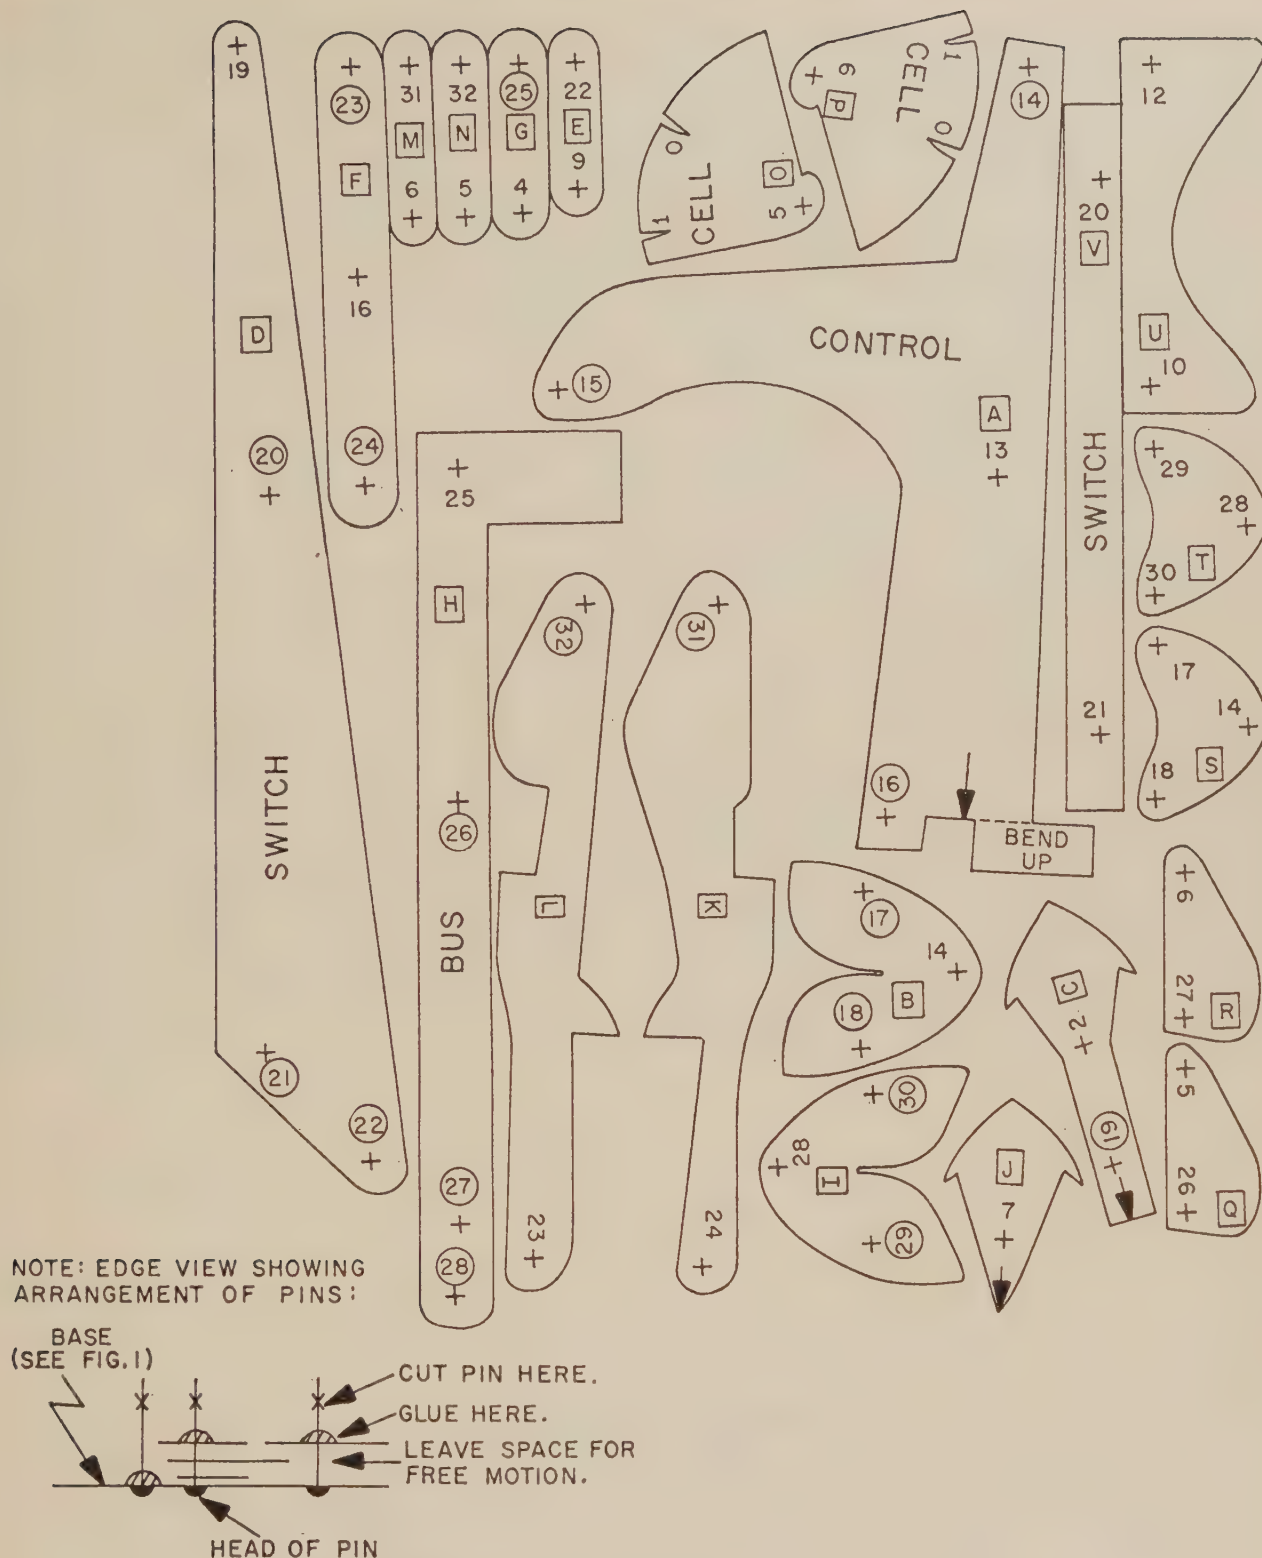 19
D
20
SWITCH
21
22
23
F
16
24
31
M
6
32
N
5
25
G
4
22
E
9
CELL
0
1
O
5
CELL
1
0
6
P
14
CONTROL
15
A
13
16
BEND
UP
20
V
SWITCH
21
12
U
10
29
28
30
T
17
14
18
S
25
H
26
BUS
27
28
32
L
23
31
K
24
17
14
18
B
C
2
19
6
27
R
30
28
I
29
J
7
5
26
Q
NOTE: EDGE VIEW SHOWING
ARRANGEMENT OF PINS:
BASE
(SEE FIG. 1)
CUT PIN HERE.
GLUE HERE.
LEAVE SPACE FOR
FREE MOTION.
HEAD OF PIN